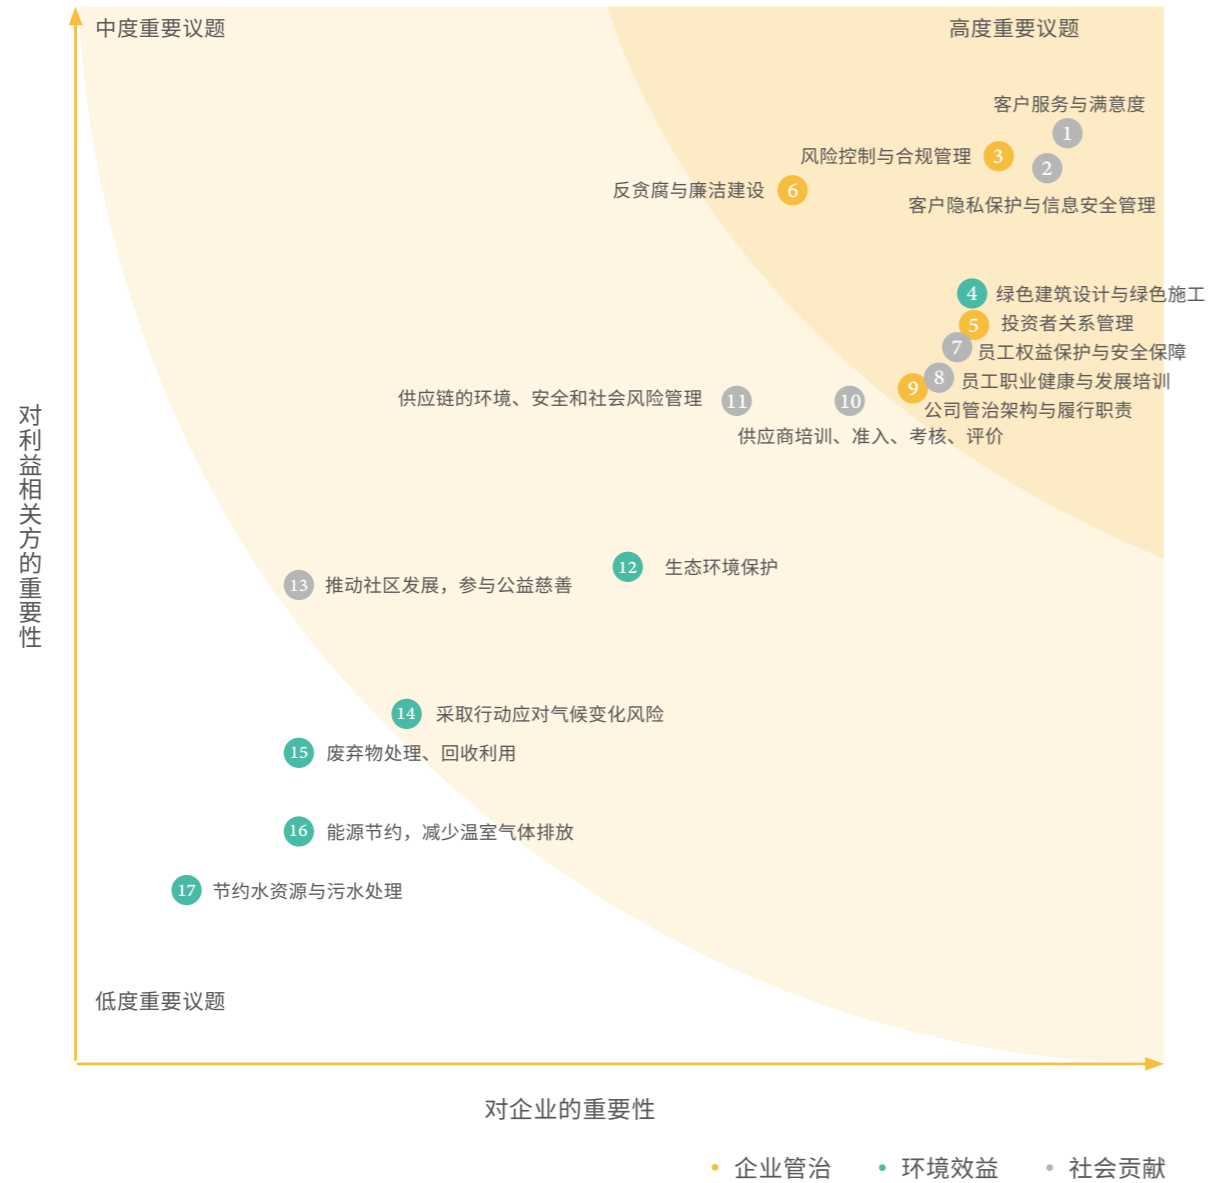 中度重要议题
高度重要议题
客户服务与满意度
1
风险控制与合规管理
3
2
反贪腐与廉洁建设
6
客户隐私保护与信息安全管理
4
绿色建筑设计与绿色施工
5
投资者关系管理
7
员工权益保护与安全保障
8
员工职业健康与发展培训
9
公司管治架构与履行职责
供应链的环境、安全和社会风险管理
11
10
供应商培训、准入、考核、评价
对利益相关方的重要性
12
生态环境保护
13
推动社区发展，参与公益慈善
14
采取行动应对气候变化风险
15
废弃物处理、回收利用
16
能源节约，减少温室气体排放
17
节约水资源与污水处理
低度重要议题
对企业的重要性
企业管治
环境效益
社会贡献